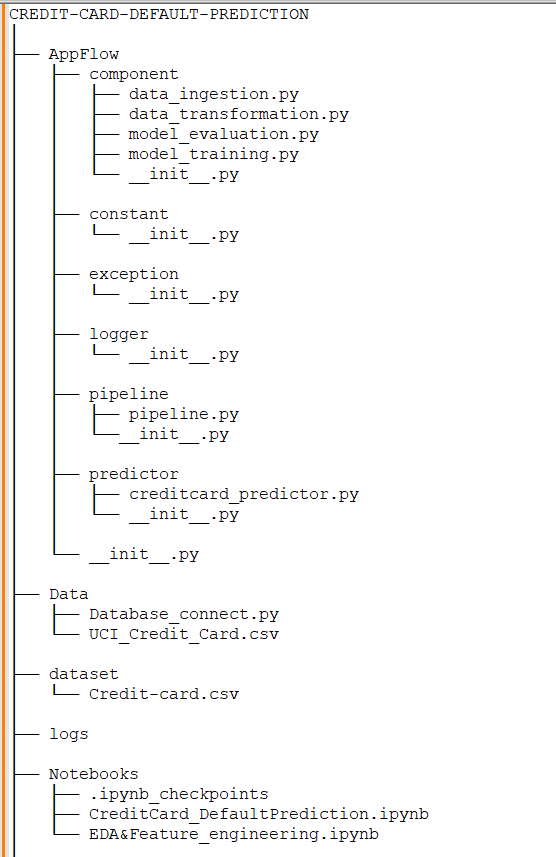 CREDIT-CARD-DEFAULT-PREDICTION
AppFlow
component
data_ingestion.py
data_transformation.py
model_evaluation.py
model_training.py
__init__.py
constant
__init__.py
exception
__init__.py
logger
__init__.py
pipeline
pipeline.py
__init__.py
predictor
creditcard_predictor.py
__init__.py
__init__.py
Data
Database_connect.py
UCI_Credit_Card.csv
dataset
Credit-card.csv
logs
Notebooks
.ipynb_checkpoints
CreditCard_DefaultPrediction.ipynb
EDA&Feature_engineering.ipynb